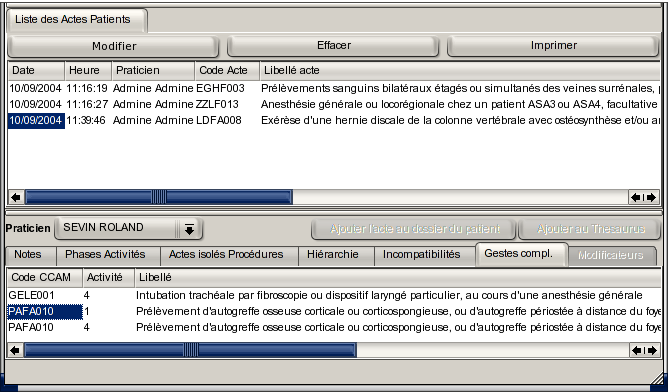 Liste des Actes Patients
Modifier Effacer Imprimer
Date Heure Praticien Code Acte Libellé acte
10/09/2004 11:16:19 Admine Admine EGHF003 Prélèvements sanguins bilatéraux étagés ou simultanés des veines surrénales,
10/09/2004 11:16:27 Admine Admine ZZLF013 Anesthésie générale ou locorégionale chez un patient ASA3 ou ASA4, facultative
10/09/2004 11:39:46 Admine Admine LDFA008 Exérèse d'une hernie discale de la colonne vertébrale avec ostéosynthèse et/ou
Praticien SEVIN ROLAND Ajouter l'acte au dossier du patient Ajouter au Thesaurus
Notes Phases Activités Actes isolés Procédures Hiérarchie Incompatibilités Gestes compl. Modificateurs
Code CCAM Activité Libellé
GELE001 4 Intubation trachéale par fibroscopie ou dispositif laryngé particulier, au cours d'une anesthésie générale
PAFA010 1 Prélèvement d'autogreffe osseuse corticale ou corticospongieuse, ou d'autogreffe périostée à distance du foye
PAFA010 4 Prélèvement d'autogreffe osseuse corticale ou corticospongieuse, ou d'autogreffe périostée à distance du foye